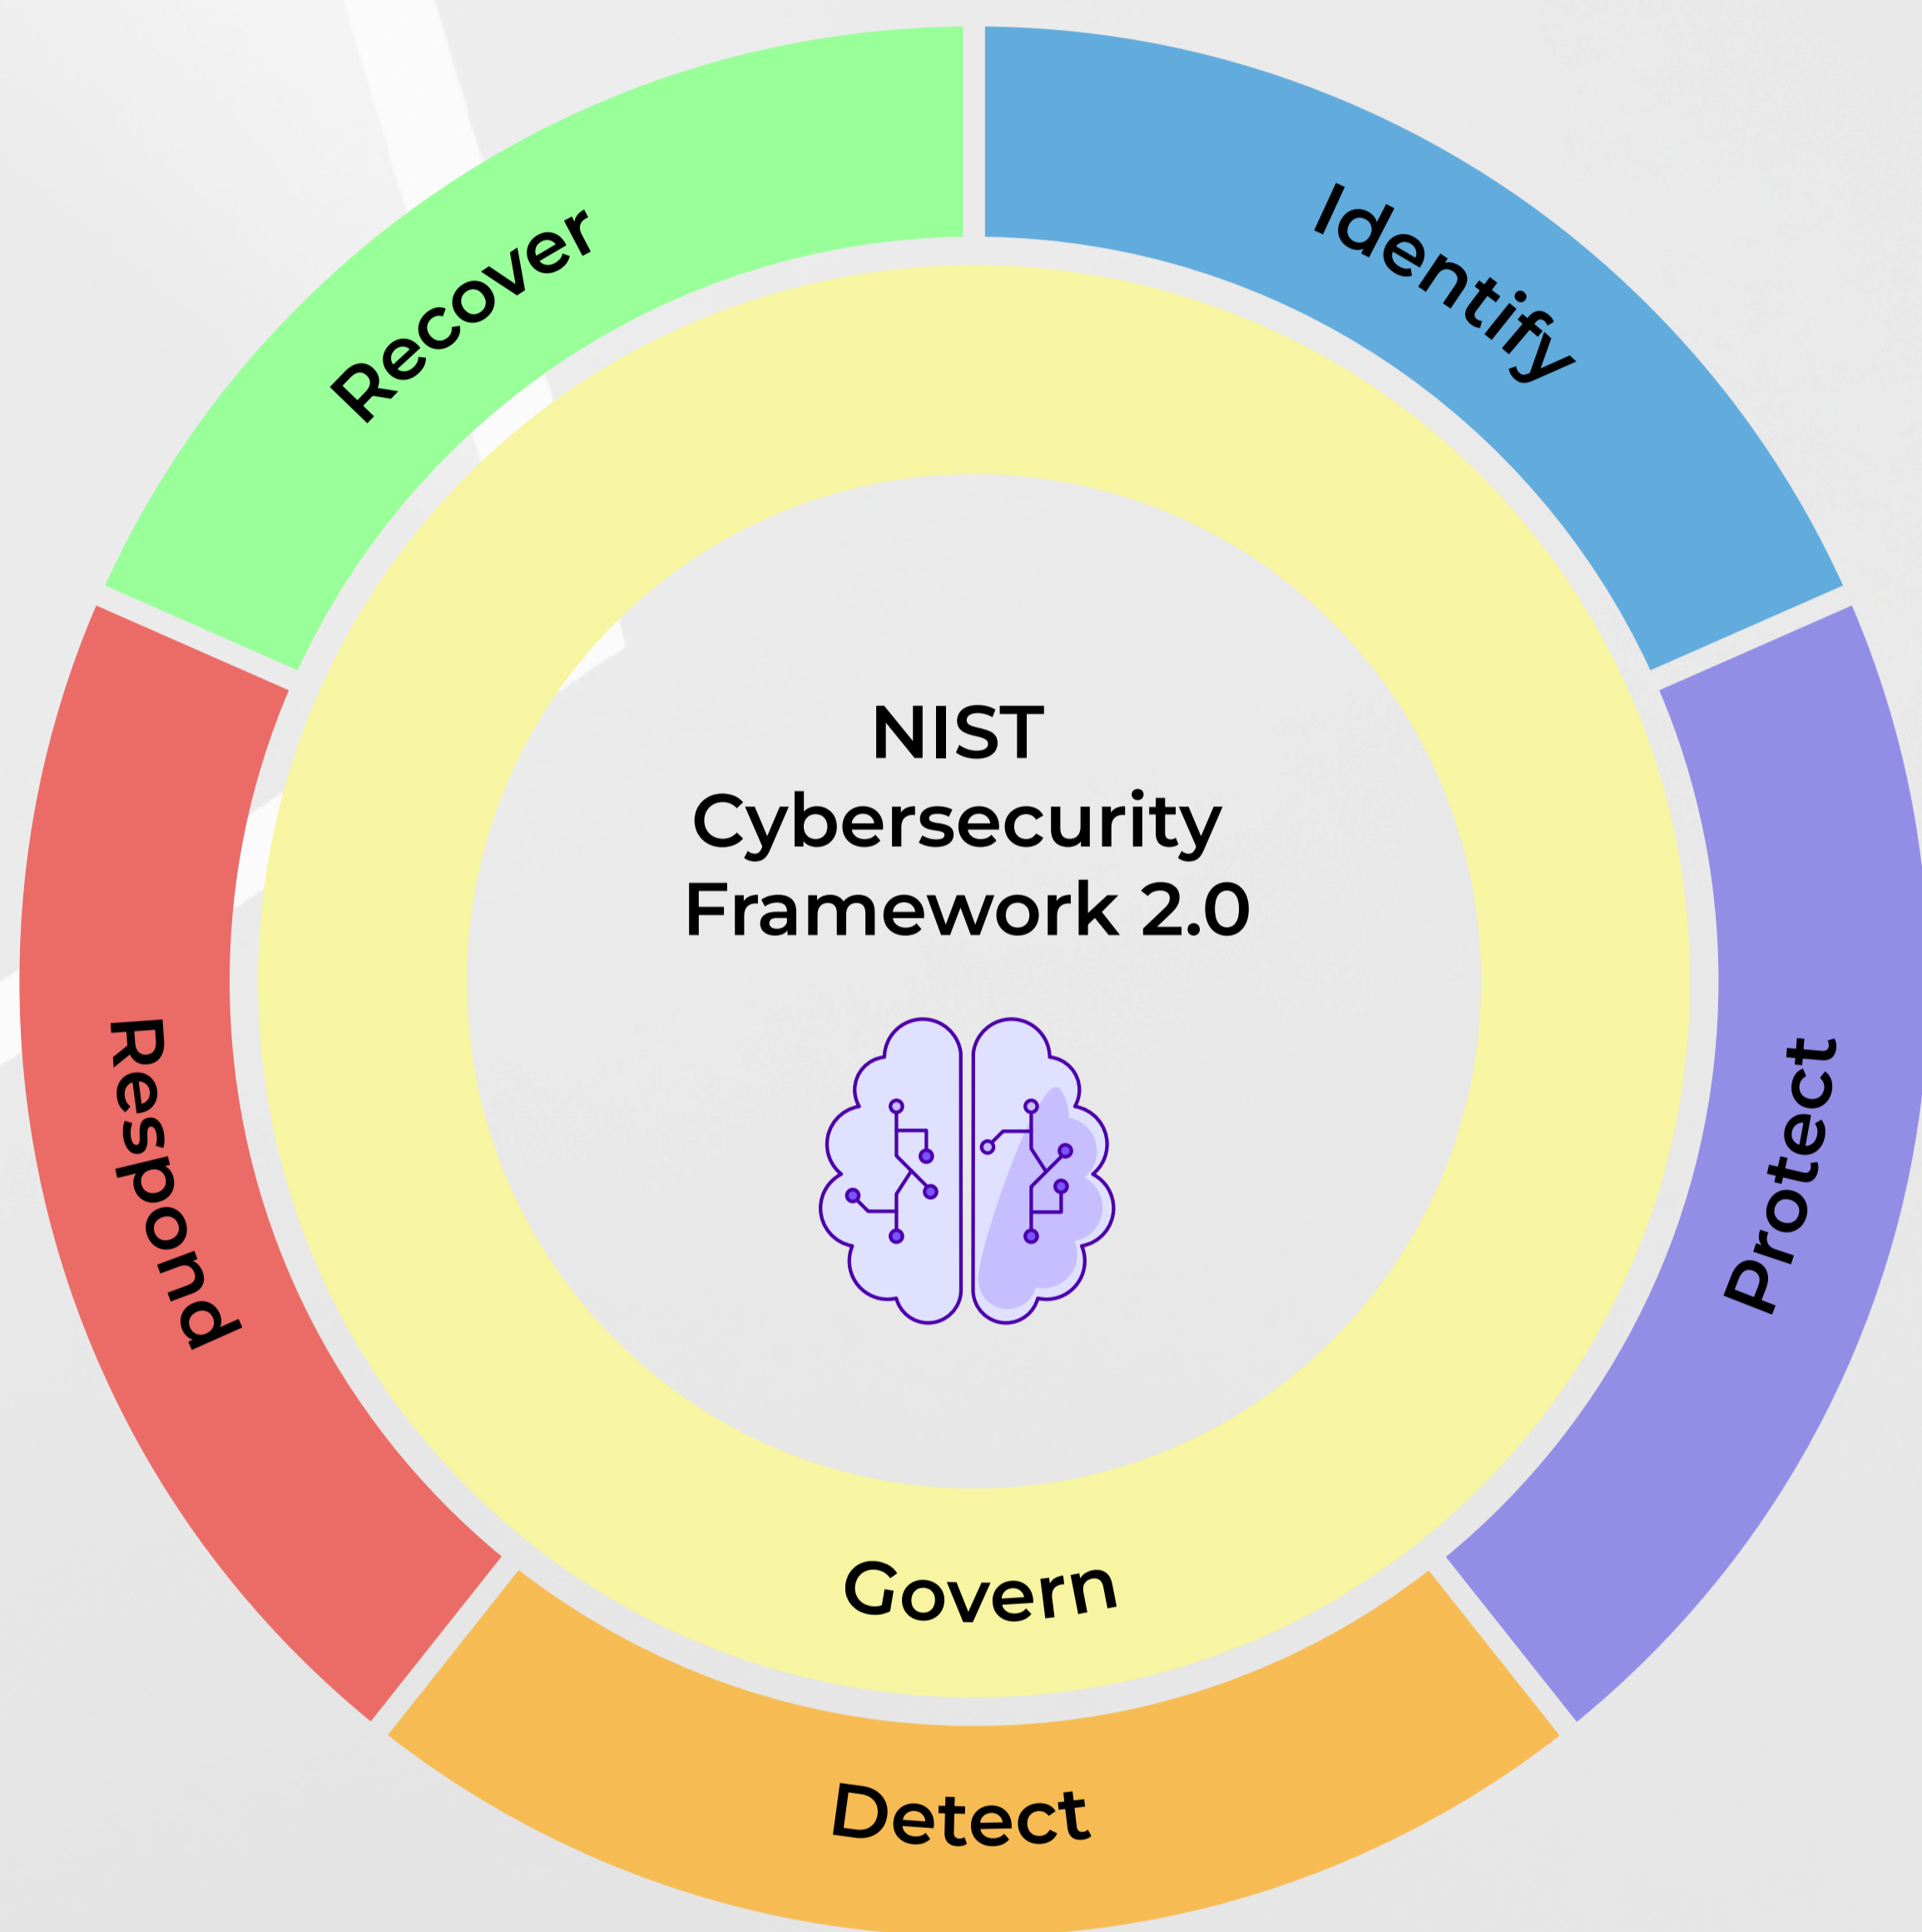 NIST
Cybersecurity
Framework 2.0
Govern
Identify
Protect
Detect
Respond
Recover